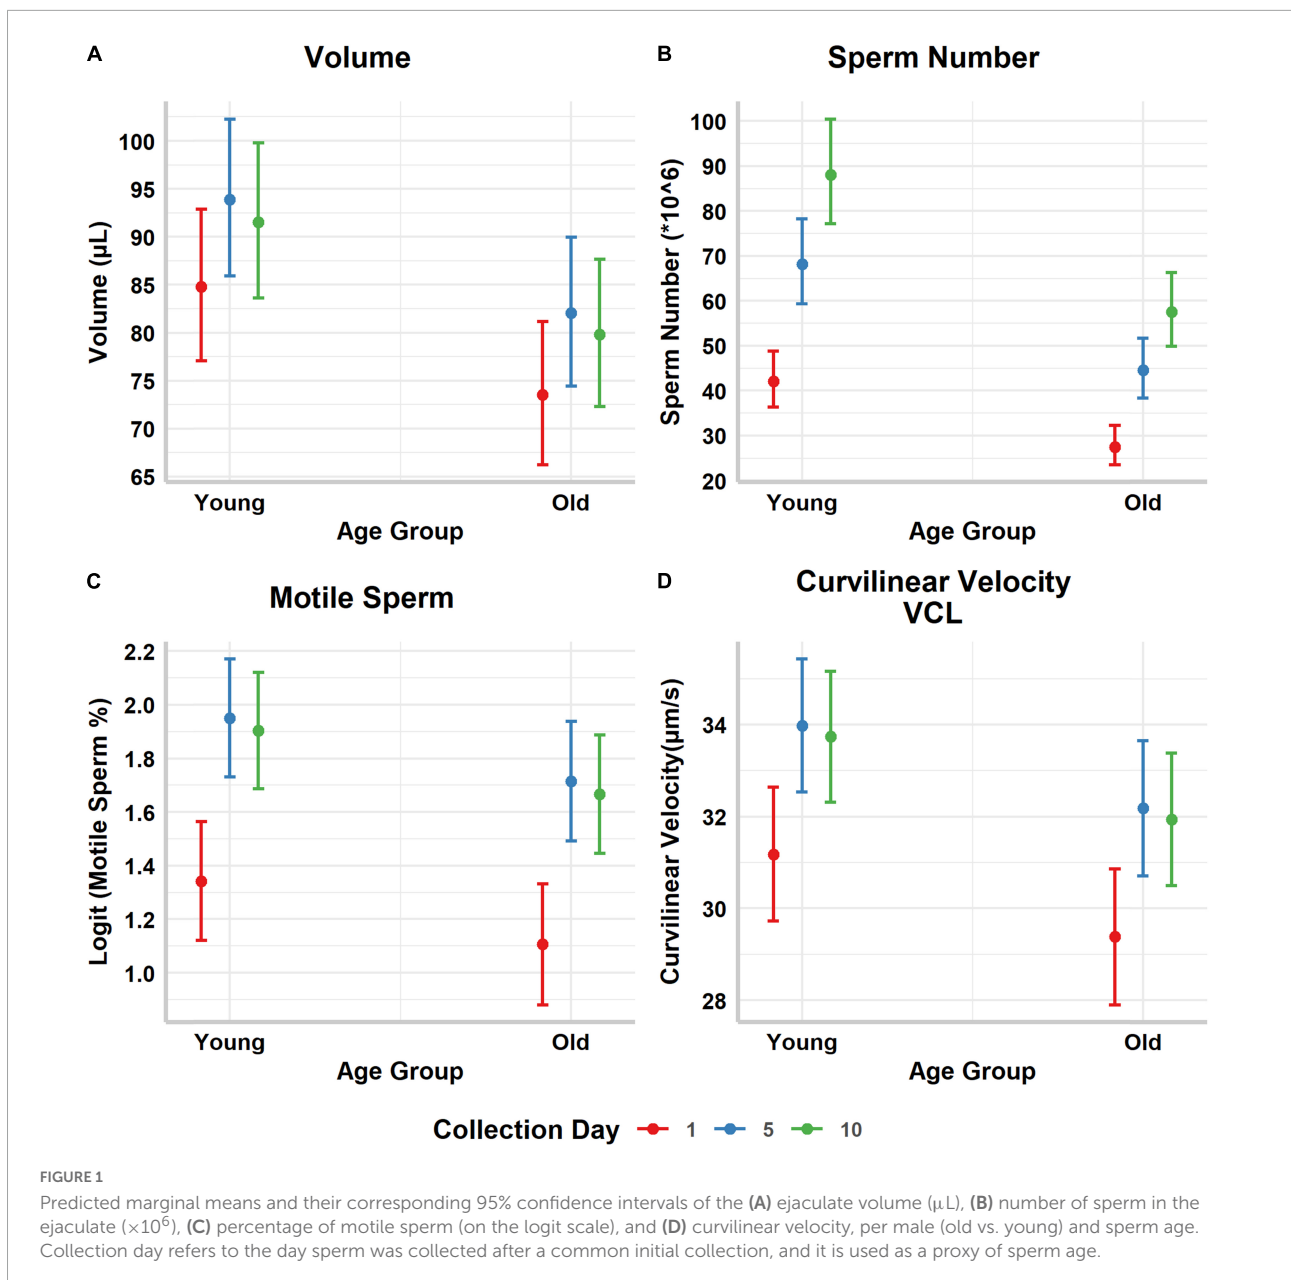 A
Volume
100
95
90
85
80
75
70
65
Volume (µL)
Young
Old
Age Group
B
Sperm Number
100
90
80
70
60
50
40
30
20
Sperm Number (*10^6)
Young
Old
Age Group
C
Motile Sperm
2.2
2.0
1.8
1.6
1.4
1.2
1.0
Logit (Motile Sperm %)
Young
Old
Age Group
D
Curvilinear Velocity
VCL
34
32
30
28
Curvilinear Velocity(µm/s)
Young
Old
Age Group
Collection Day 1 5 10
FIGURE 1
Predicted marginal means and their corresponding 95% confidence intervals of the (A) ejaculate volume (µL), (B) number of sperm in the
ejaculate (×10⁶), (C) percentage of motile sperm (on the logit scale), and (D) curvilinear velocity, per male (old vs. young) and sperm age.
Collection day refers to the day sperm was collected after a common initial collection, and it is used as a proxy of sperm age.